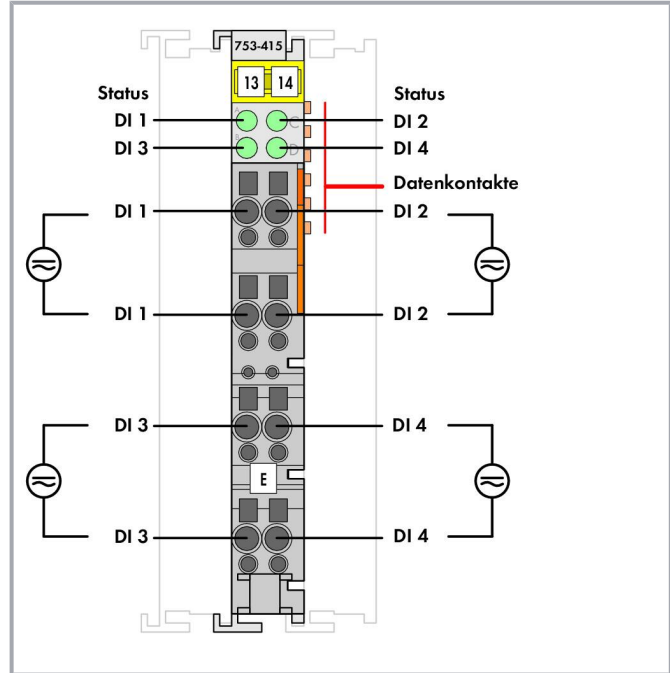 753-415
13 14
Status Status
DI 1 A C DI 2
DI 3 B D DI 4
Datenkontakte
DI 1 DI 2
DI 1 DI 2
DI 3 DI 4
E
DI 3 DI 4